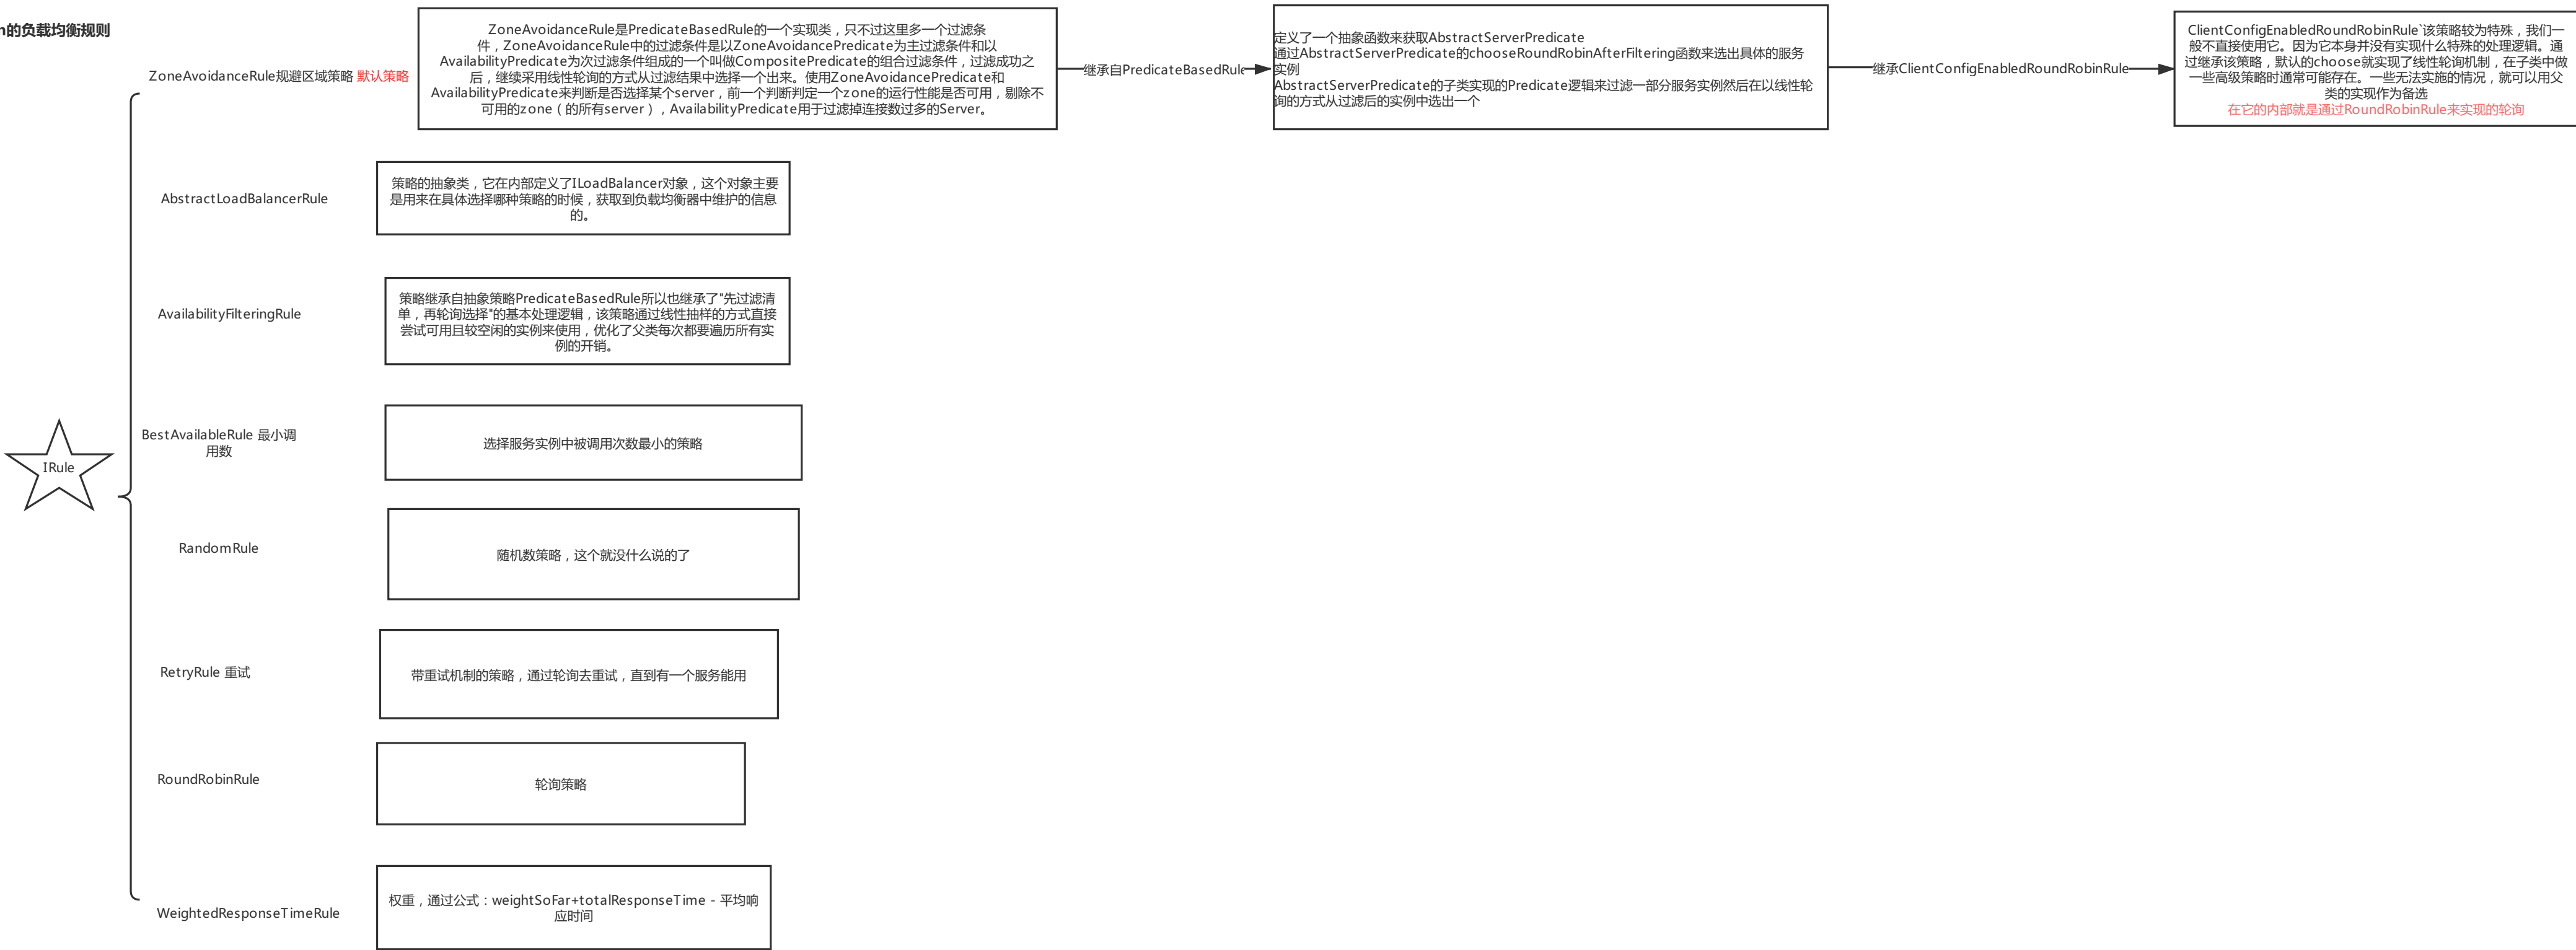 n的负载均衡规则
ZoneAvoidanceRule规避区域策略 默认策略
ZoneAvoidanceRule是PredicateBasedRule的一个实现类，只不过这里多一个过滤条
件，ZoneAvoidanceRule中的过滤条件是以ZoneAvoidancePredicate为主过滤条件和以
AvailabilityPredicate为次过滤条件组成的一个叫做CompositePredicate的组合过滤条件，过滤成功之
后，继续采用线性轮询的方式从过滤结果中选择一个出来。使用ZoneAvoidancePredicate和
AvailabilityPredicate来判断是否选择某个server，前一个判断判定一个zone的运行性能是否可用，剔除不
可用的zone（的所有server），AvailabilityPredicate用于过滤掉连接数过多的Server。
继承自PredicateBasedRule
定义了一个抽象函数来获取AbstractServerPredicate
通过AbstractServerPredicate的chooseRoundRobinAfterFiltering函数来选出具体的服务
实例
AbstractServerPredicate的子类实现的Predicate逻辑来过滤一部分服务实例然后在以线性轮
询的方式从过滤后的实例中选出一个
继承ClientConfigEnabledRoundRobinRule
ClientConfigEnabledRoundRobinRule`该策略较为特殊，我们一
般不直接使用它。因为它本身并没有实现什么特殊的处理逻辑。通
过继承该策略，默认的choose就实现了线性轮询机制，在子类中做
一些高级策略时通常可能存在。一些无法实施的情况，就可以用父
类的实现作为备选
在它的内部就是通过RoundRobinRule来实现的轮询
AbstractLoadBalancerRule
策略的抽象类，它在内部定义了ILoadBalancer对象，这个对象主要
是用来在具体选择哪种策略的时候，获取到负载均衡器中维护的信息
的。
AvailabilityFilteringRule
策略继承自抽象策略PredicateBasedRule所以也继承了"先过滤清
单，再轮询选择"的基本处理逻辑，该策略通过线性抽样的方式直接
尝试可用且较空闲的实例来使用，优化了父类每次都要遍历所有实
例的开销。
BestAvailableRule 最小调
用数
选择服务实例中被调用次数最小的策略
IRule
RandomRule
随机数策略，这个就没什么说的了
RetryRule 重试
带重试机制的策略，通过轮询去重试，直到有一个服务能用
RoundRobinRule
轮询策略
WeightedResponseTimeRule
权重，通过公式：weightSoFar+totalResponseTime - 平均响
应时间